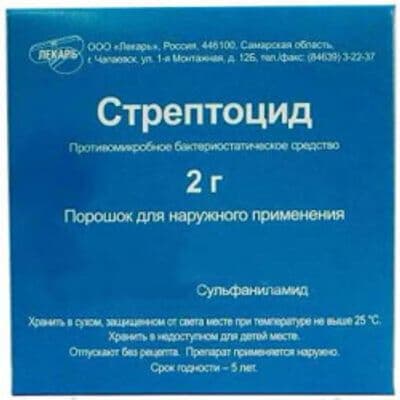 ЛЕКАРЬ
ООО «Лекарь», Россия, 446100, Самарская область,
г. Чапаевск, ул. 1-я Монтажная, д. 12Б, тел./факс: (84639) 3-22-37
Стрептоцид
Противомикробное бактериостатическое средство
2 г
Порошок для наружного применения
Сульфаниламид
Хранить в сухом, защищенном от света месте при температуре не выше 25 °С.
Хранить в недоступном для детей месте.
Отпускают без рецепта. Препарат применяется наружно.
Срок годности – 5 лет.